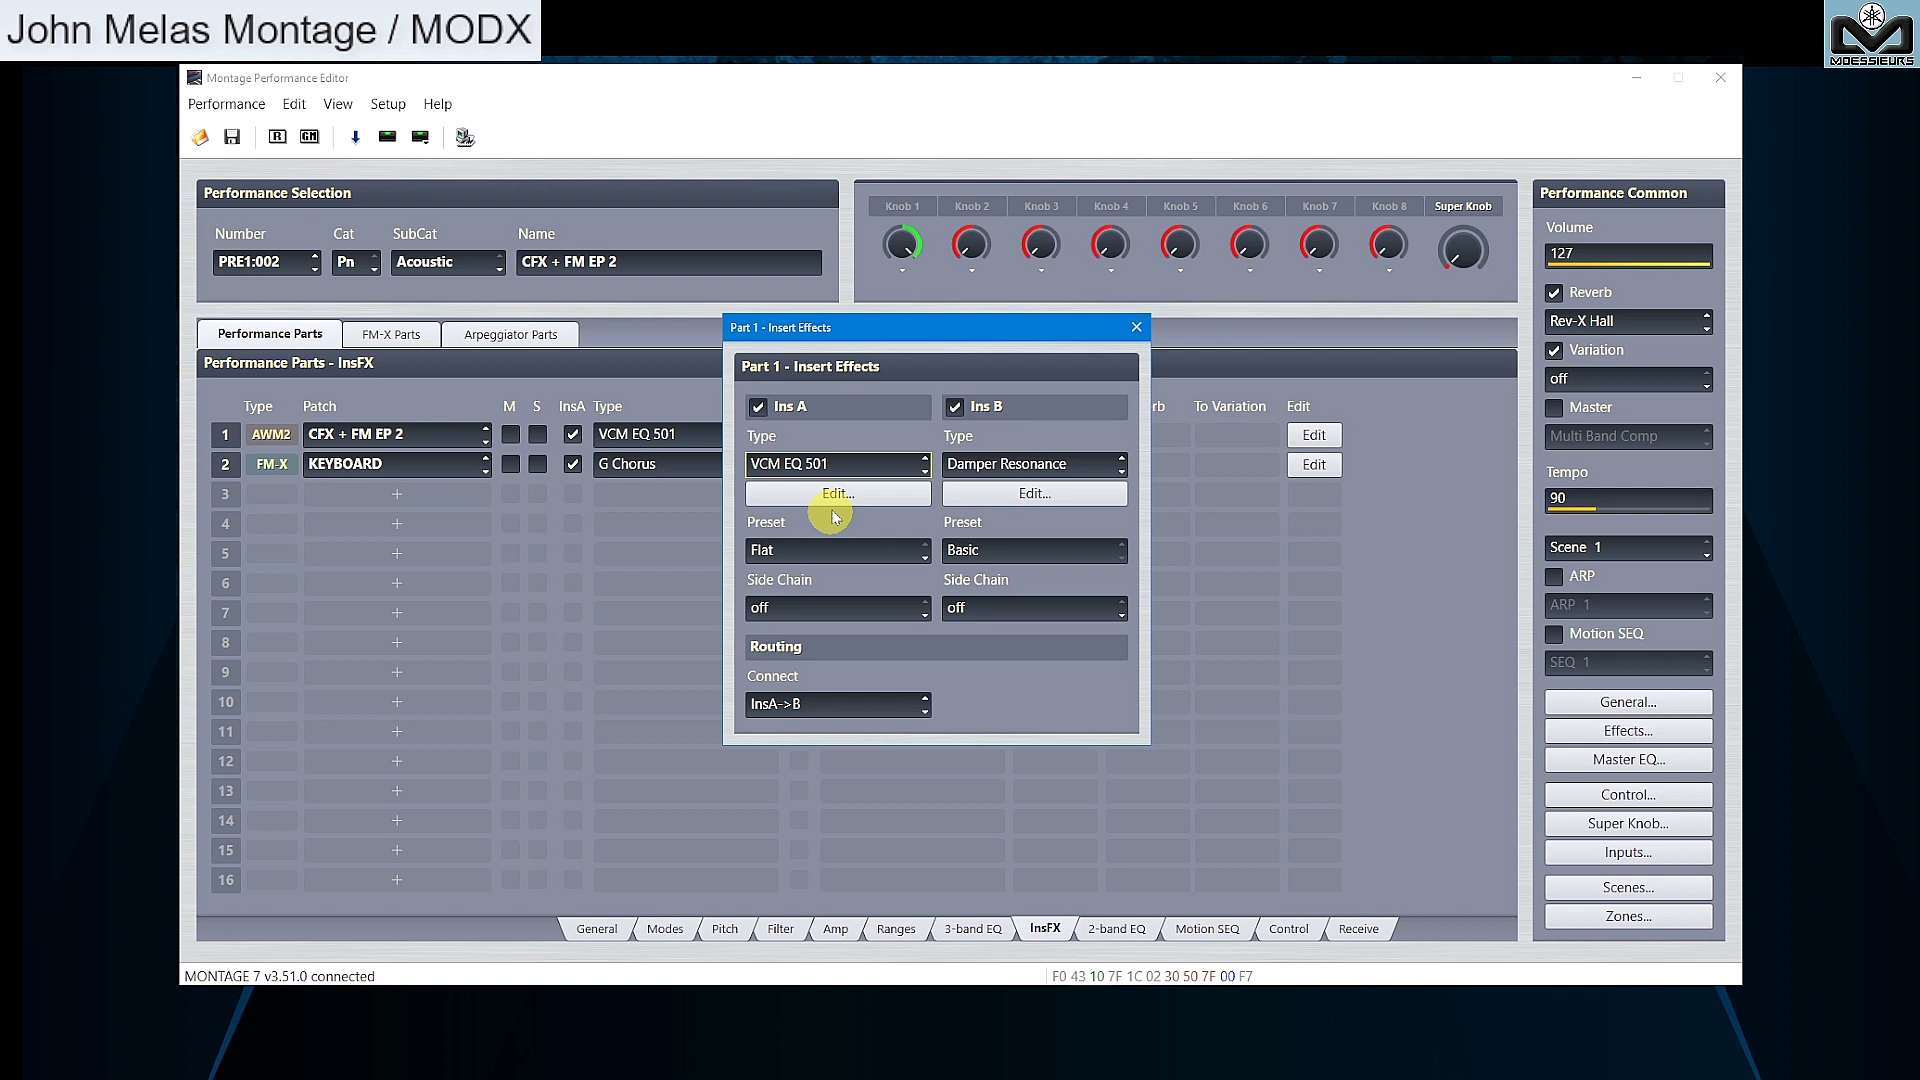 John Melas Montage / MODX
MOESSIEURS
Montage Performance Editor
Performance Edit View Setup Help
R GM
Performance Selection
Number Cat SubCat Name
PRE1:002 Pn Acoustic CFX + FM EP 2
Knob 1 Knob 2 Knob 3 Knob 4 Knob 5 Knob 6 Knob 7 Knob 8 Super Knob
Performance Parts FM-X Parts Arpeggiator Parts
Performance Parts - InsFX
Type Patch M S InsA Type rb To Variation Edit
1 AWM2 CFX + FM EP 2 VCM EQ 501 Edit
2 FM-X KEYBOARD G Chorus Edit
3 +
4 +
5 +
6 +
7 +
8 +
9 +
10 +
11 +
12 +
13 +
14 +
15 +
16 +
General Modes Pitch Filter Amp Ranges 3-band EQ InsFX 2-band EQ Motion SEQ Control Receive
Part 1 - Insert Effects
Part 1 - Insert Effects
Ins A Ins B
Type Type
VCM EQ 501 Damper Resonance
Edit... Edit...
Preset Preset
Flat Basic
Side Chain Side Chain
off off
Routing
Connect
InsA->B
Performance Common
Volume
127
Reverb
Rev-X Hall
Variation
off
Master
Multi Band Comp
Tempo
90
Scene 1
ARP
ARP 1
Motion SEQ
SEQ 1
General...
Effects...
Master EQ...
Control...
Super Knob...
Inputs...
Scenes...
Zones...
MONTAGE 7 v3.51.0 connected F0 43 10 7F 1C 02 30 50 7F 00 F7